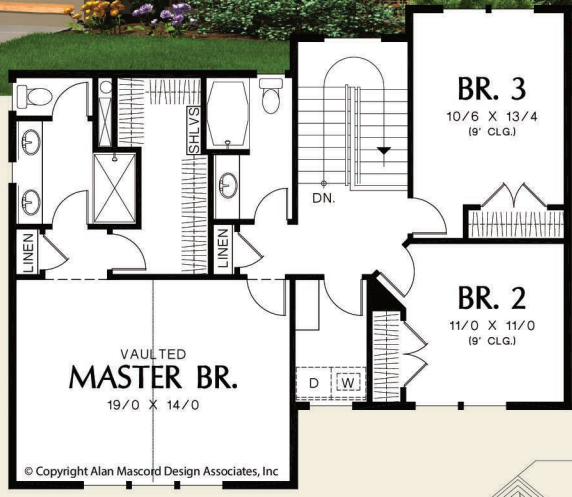 BR. 3
10/6 X 13/4
(9' CLG.)
SHLVS
DN.
LINEN
LINEN
BR. 2
11/0 X 11/0
(9' CLG.)
VAULTED
MASTER BR.
19/0 X 14/0
D
W
© Copyright Alan Mascord Design Associates, Inc